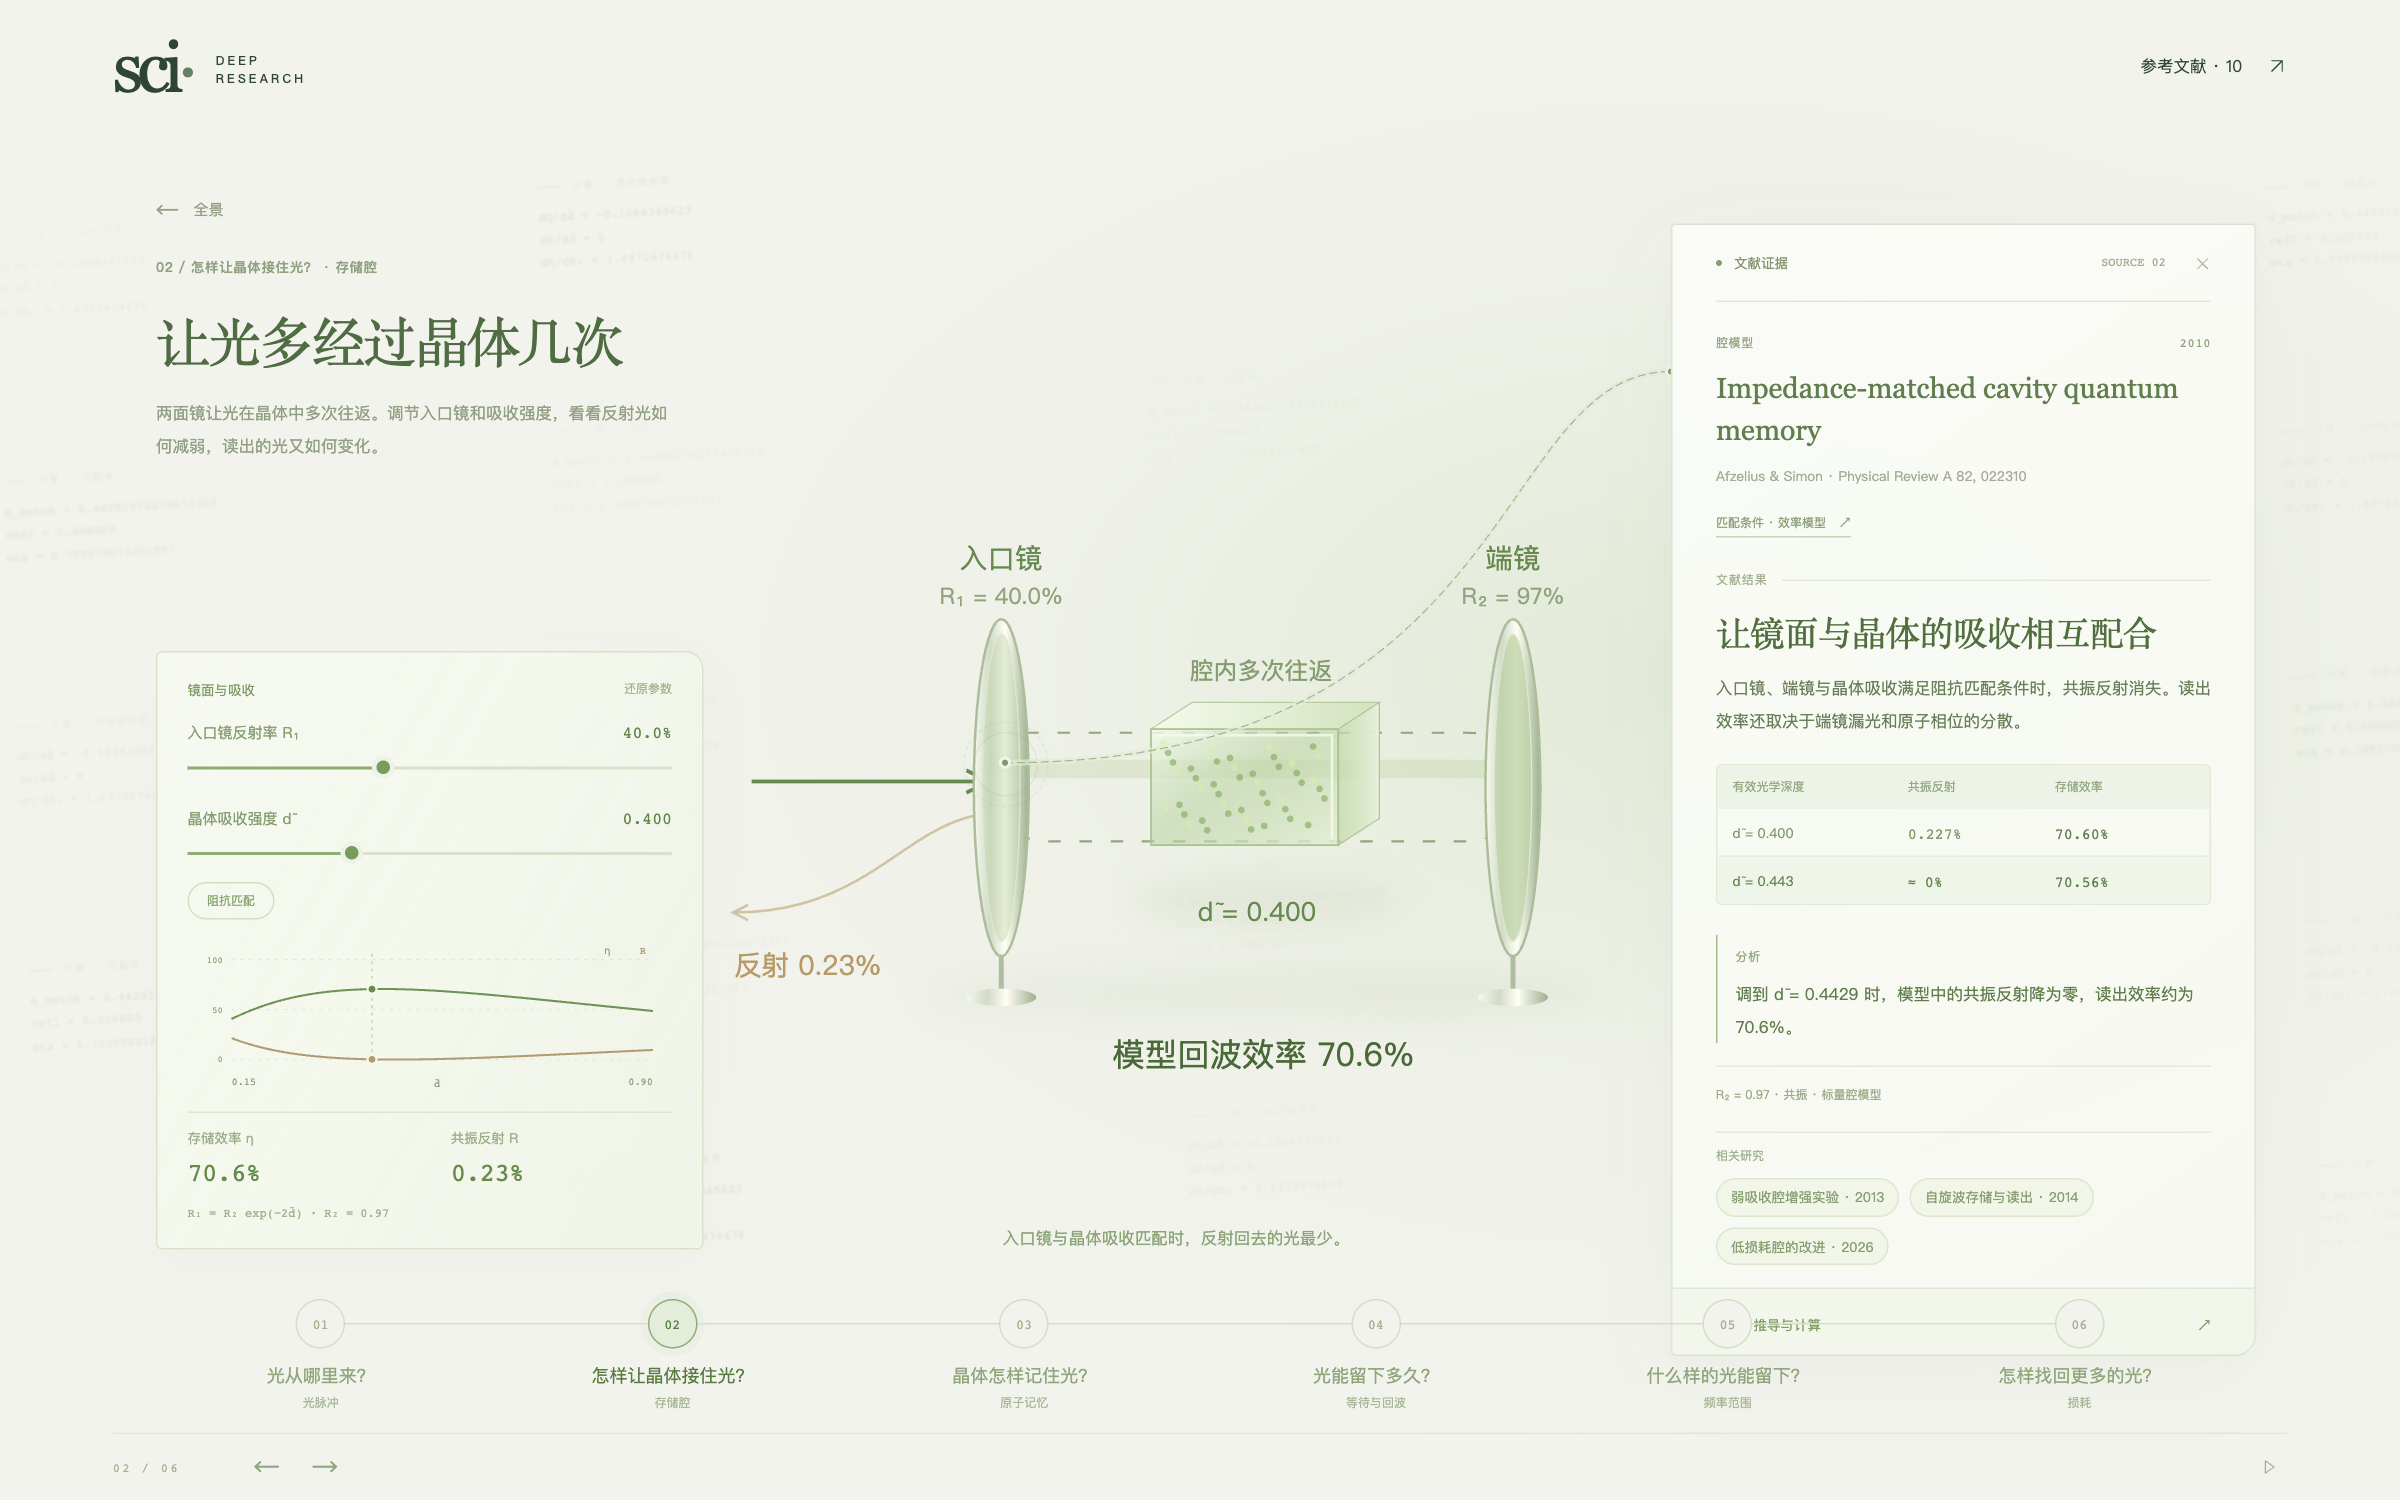 sci
DEEP
RESEARCH
参考文献 · 10
全景
02 / 怎样让晶体接住光？ · 存储腔
让光多经过晶体几次
两面镜让光在晶体中多次往返。调节入口镜和吸收强度，看看反射光如
何减弱，读出的光又如何变化。
镜面与吸收
还原参数
入口镜反射率 R₁
40.0%
晶体吸收强度 d̃
0.400
阻抗匹配
η R
100
50
0
0.15
0.90
存储效率 η
共振反射 R
70.6%
0.23%
R₁ = R₂ exp(-2d̃) · R₂ = 0.97
入口镜
R₁ = 40.0%
端镜
R₂ = 97%
腔内多次往返
d̃ = 0.400
反射 0.23%
模型回波效率 70.6%
入口镜与晶体吸收匹配时，反射回去的光最少。
文献证据
SOURCE 02
腔模型
2010
Impedance-matched cavity quantum
memory
Afzelius & Simon · Physical Review A 82, 022310
匹配条件 · 效率模型
文献结果
让镜面与晶体的吸收相互配合
入口镜、端镜与晶体吸收满足阻抗匹配条件时，共振反射消失。读出
效率还取决于端镜漏光和原子相位的分散。
有效光学深度 共振反射 存储效率
d̃ = 0.400 0.227% 70.60%
d̃ = 0.443 ≈ 0% 70.56%
分析
调到 d̃ = 0.4429 时，模型中的共振反射降为零，读出效率约为
70.6%。
R₂ = 0.97 · 共振 · 标量腔模型
相关研究
弱吸收腔增强实验 · 2013
自旋波存储与读出 · 2014
低损耗腔的改进 · 2026
推导与计算
01
光从哪里来？
光脉冲
02
怎样让晶体接住光？
存储腔
03
晶体怎样记住光？
原子记忆
04
光能留下多久？
等待与回波
05
什么样的光能留下？
频率范围
06
怎样找回更多的光？
损耗
02 / 06